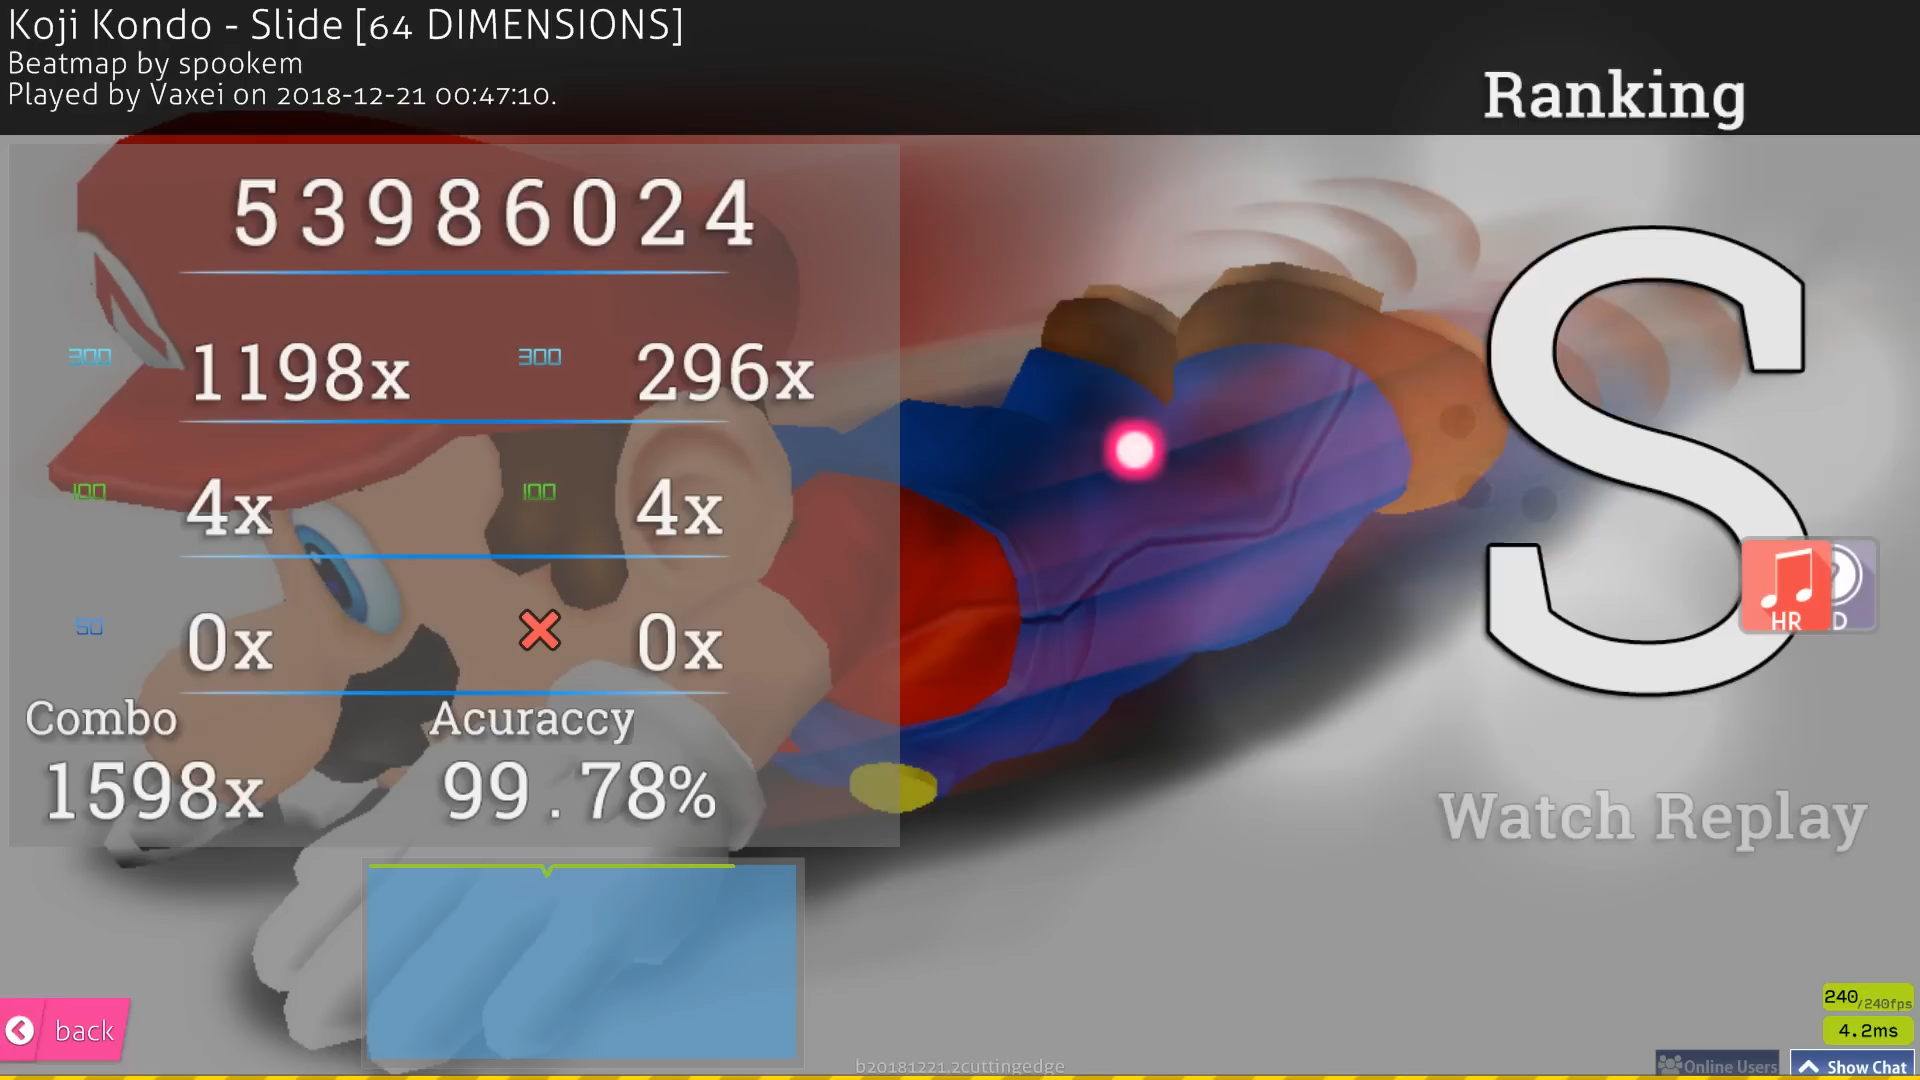 Koji Kondo - Slide [64 DIMENSIONS]
Beatmap by spookem
Played by Vaxei on 2018-12-21 00:47:10.
Ranking
53986024
300 1198x 300 296x
100 4x 100 4x
50 0x 0x
Combo Acuraccy
1598x 99.78%
S
HR D
Watch Replay
back
240/240fps
4.2ms
b20181221.2cuttingedge
Online Users
Show Chat